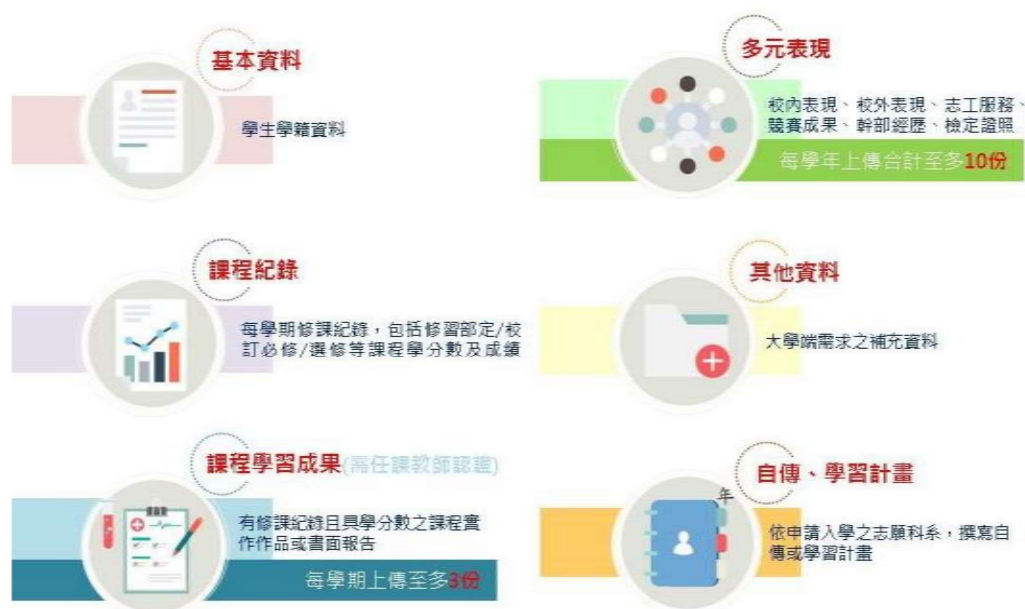 基本資料
學生學籍資料
多元表現
校內表現、校外表現、志工服務、
競賽成果、幹部經歷、檢定證照
每學年上傳合計至多10份
課程紀錄
每學期修課紀錄，包括修習部定/校
訂必修/選修等課程學分數及成績
其他資料
大學端需求之補充資料
課程學習成果(需任課教師認證)
有修課紀錄且具學分數之課程實
作作品或書面報告
每學期上傳至多3份
自傳、學習計畫
年
依申請入學之志願科系，撰寫自
傳或學習計畫